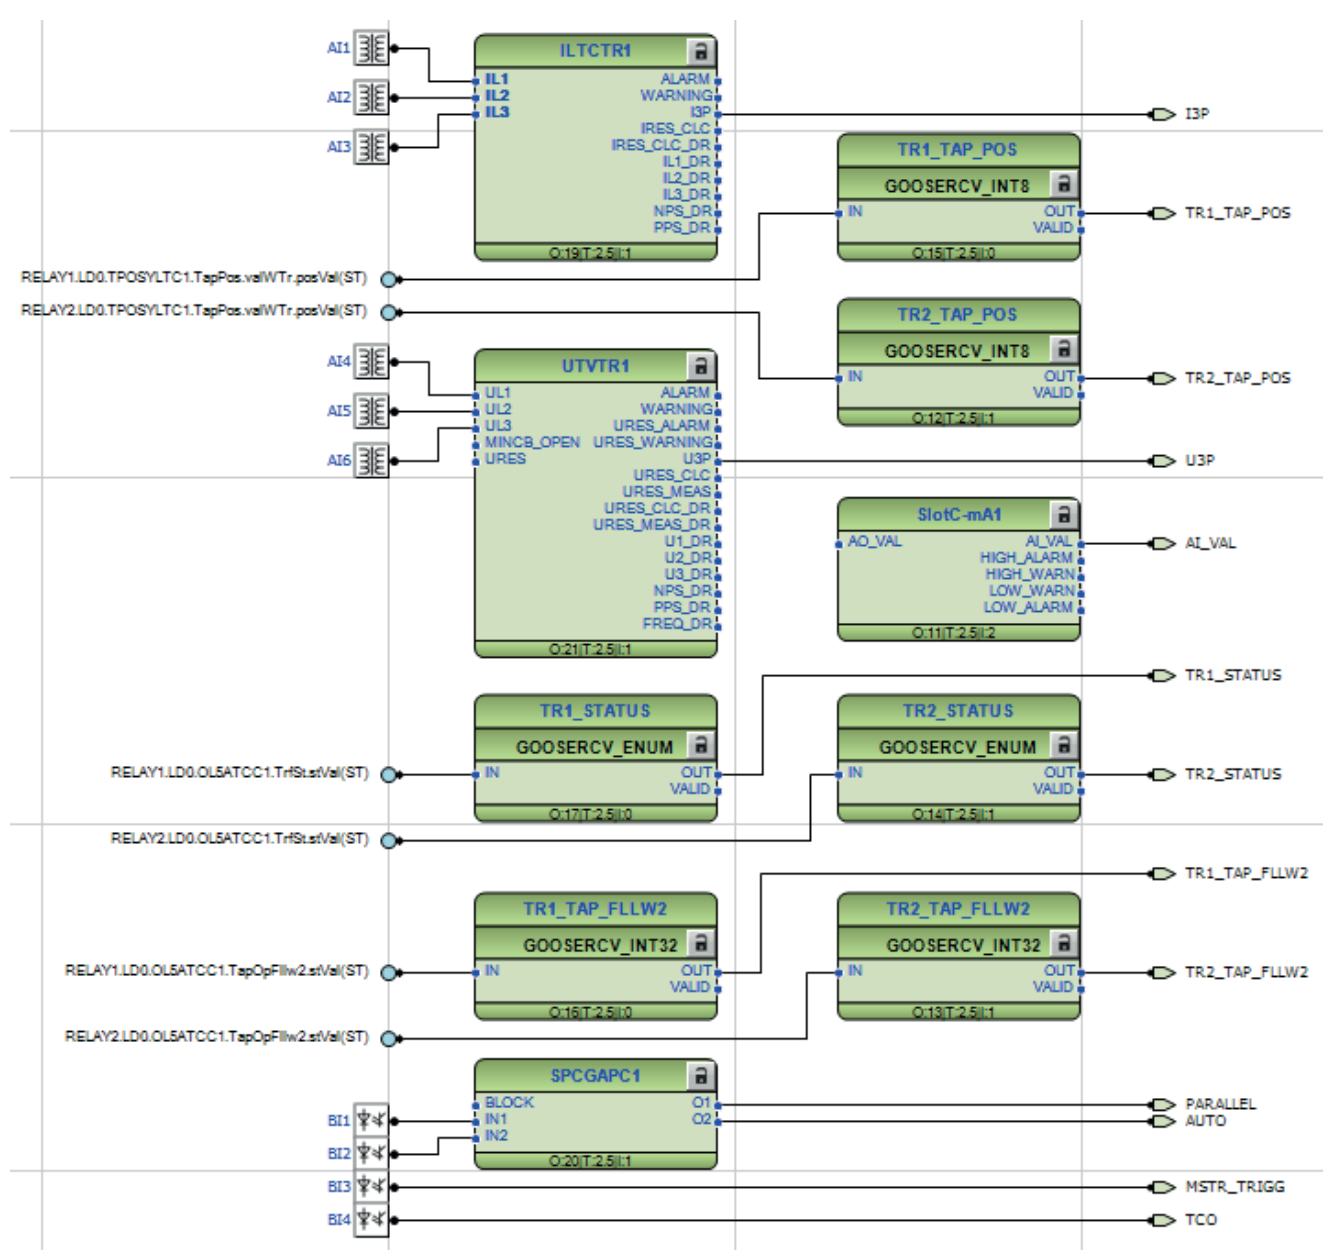 AI1
ILTCTR1
IL1
ALARM
AI2
IL2
WARNING
IL3
I3P
I3P
IRES_CLC
AI3
IRES_CLC_DR
IL1_DR
IL2_DR
IL3_DR
NPS_DR
PPS_DR
O:19|T:2.5|I:1
TR1_TAP_POS
GOOSERCV_INT8
IN
OUT
TR1_TAP_POS
VALID
O:15|T:2.5|I:0
RELAY1.LD0.TPOSYLTC1.TapPos.valWTr.posVal(ST)
RELAY2.LD0.TPOSYLTC1.TapPos.valWTr.posVal(ST)
TR2_TAP_POS
GOOSERCV_INT8
IN
OUT
TR2_TAP_POS
VALID
O:12|T:2.5|I:1
AI4
UTVTR1
UL1
ALARM
AI5
UL2
WARNING
UL3
URES_ALARM
MINCB_OPEN
URES_WARNING
AI6
URES
U3P
U3P
URES_CLC
URES_MEAS
URES_CLC_DR
URES_MEAS_DR
U1_DR
U2_DR
U3_DR
NPS_DR
PPS_DR
FREQ_DR
O:21|T:2.5|I:1
SlotC-mA1
AO_VAL
AI_VAL
AI_VAL
HIGH_ALARM
HIGH_WARN
LOW_WARN
LOW_ALARM
O:11|T:2.5|I:2
TR1_STATUS
TR1_STATUS
GOOSERCV_ENUM
RELAY1.LD0.OL5ATCC1.TrfSt.stVal(ST)
IN
OUT
VALID
O:17|T:2.5|I:0
TR2_STATUS
GOOSERCV_ENUM
IN
OUT
TR2_STATUS
VALID
O:14|T:2.5|I:1
RELAY2.LD0.OL5ATCC1.TrfSt.stVal(ST)
TR1_TAP_FLLW2
TR1_TAP_FLLW2
GOOSERCV_INT32
RELAY1.LD0.OL5ATCC1.TapOpFllw2.stVal(ST)
IN
OUT
VALID
O:16|T:2.5|I:0
TR2_TAP_FLLW2
GOOSERCV_INT32
IN
OUT
TR2_TAP_FLLW2
VALID
O:13|T:2.5|I:1
RELAY2.LD0.OL5ATCC1.TapOpFllw2.stVal(ST)
SPCGAPC1
BLOCK
O1
PARALLEL
BI1
IN1
O2
AUTO
IN2
BI2
O:20|T:2.5|I:1
BI3
MSTR_TRIGG
BI4
TCO